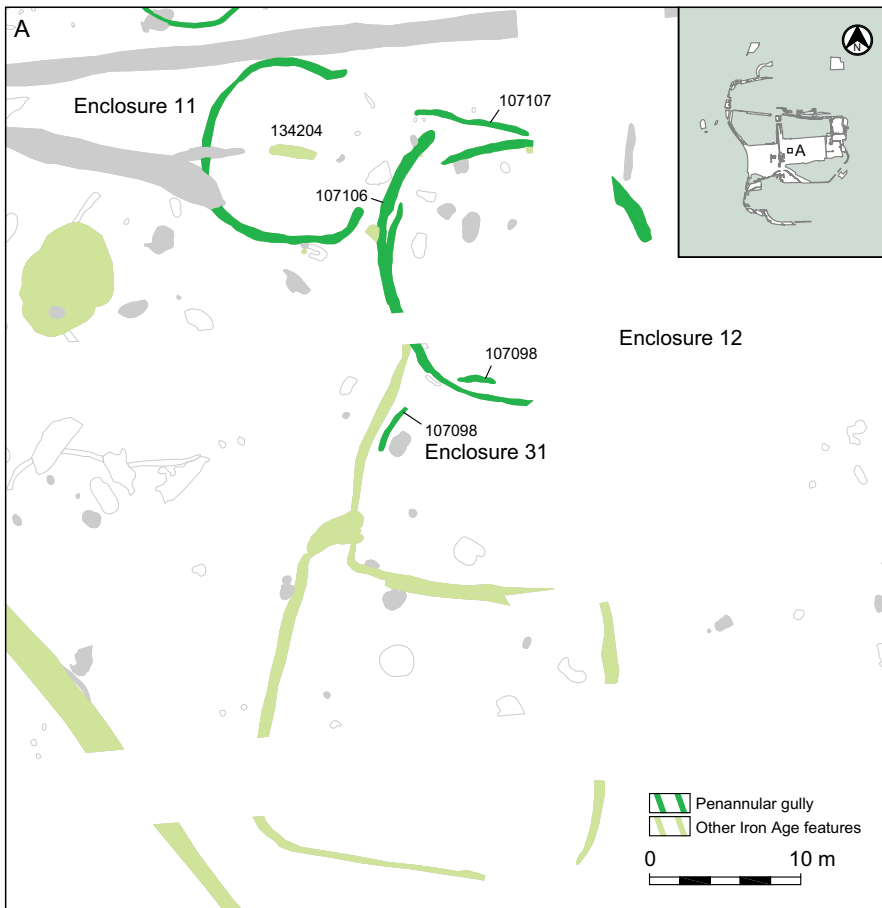 A
N
A
Enclosure 11
107107
134204
107106
Enclosure 12
107098
107098
Enclosure 31
Penannular gully
Other Iron Age features
0 10 m